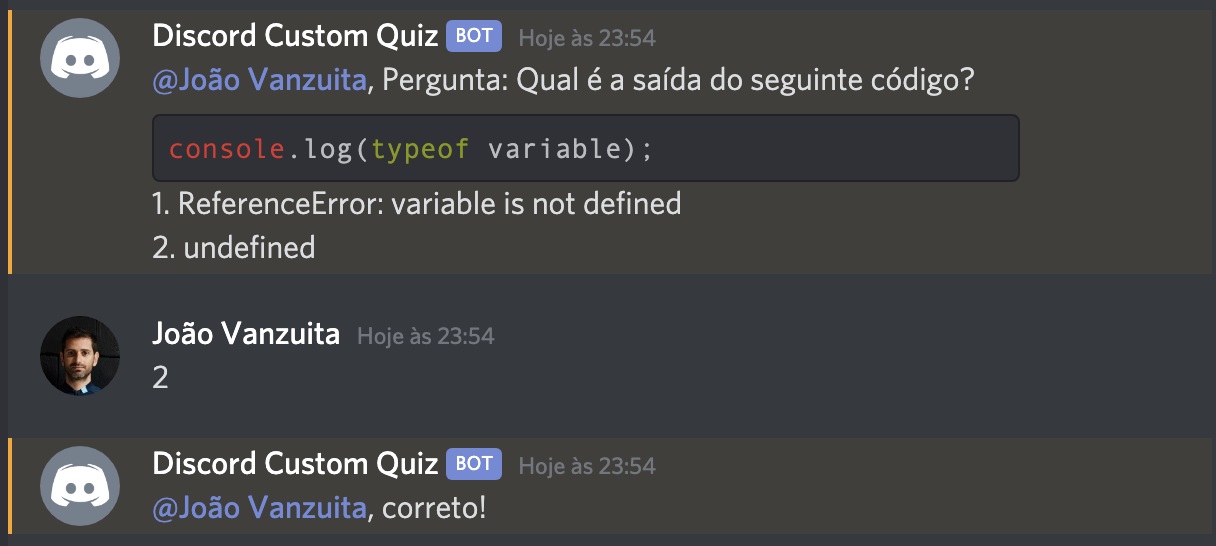 Discord Custom Quiz BOT Hoje às 23:54
@João Vanzuita, Pergunta: Qual é a saída do seguinte código?
console.log(typeof variable);
1. ReferenceError: variable is not defined
2. undefined
João Vanzuita Hoje às 23:54
2
Discord Custom Quiz BOT Hoje às 23:54
@João Vanzuita, correto!